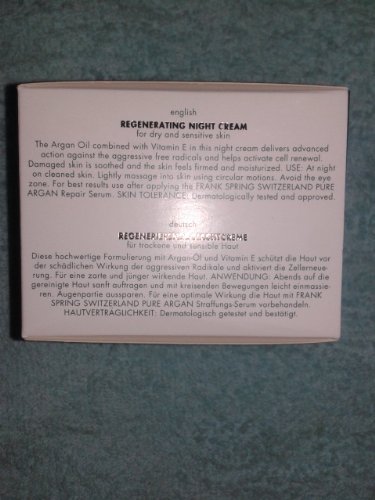 english
REGENERATING NIGHT CREAM
for dry and sensitive skin
The Argan Oil combined with Vitamin E in this night cream delivers advanced
action against the aggressive free radicals and helps activate cell renewal.
Damaged skin is soothed and the skin feels firmed and moisturized. USE: At night
on cleaned skin. Lightly massage into skin using circular motions. Avoid the eye
zone. For best results use after applying the FRANK SPRING SWITZERLAND PURE
ARGAN Repair Serum. SKIN TOLERANCE: Dermatologically tested and approved.
deutsch
für trockene und sensible Haut
Diese hochwertige Formulierung mit Argan-Öl und Vitamin E schützt die Haut vor
der schädlichen Wirkung der aggressiven Radikale und aktiviert die Zellerneue-
rung. Für eine zarte und jünger wirkende Haut. ANWENDUNG: Abends auf die
gereinigte Haut sanft auftragen und mit kreisenden Bewegungen leicht einmassie-
ren. Augenpartie aussparen. Für eine optimale Wirkung die Haut mit FRANK
SPRING SWITZERLAND PURE ARGAN Straffungs-Serum vorbehandeln.
HAUTVERTRÄGLICHKEIT: Dermatologisch getestet und bestätigt.